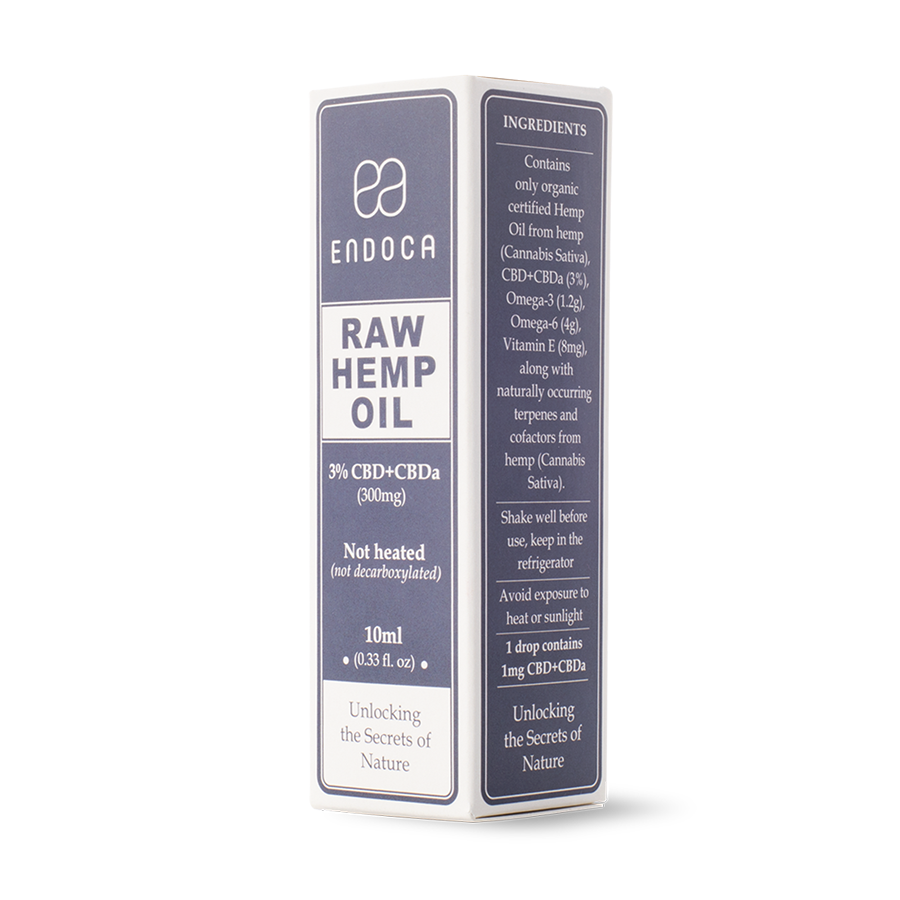 ENDOCA
RAW
HEMP
OIL
3% CBD+CBDa
(300mg)
Not heated
(not decarboxylated)
10ml
• (0.33 fl. oz) •
Unlocking
the Secrets of
Nature
INGREDIENTS
Contains
only organic
certified Hemp
Oil from hemp
(Cannabis Sativa),
CBD+CBDa (3%),
Omega-3 (1.2g),
Omega-6 (4g),
Vitamin E (8mg),
along with
naturally occurring
terpenes and
cofactors from
hemp (Cannabis
Sativa).
Shake well before
use, keep in the
refrigerator
Avoid exposure to
heat or sunlight
1 drop contains
1mg CBD+CBDa
Unlocking
the Secrets of
Nature